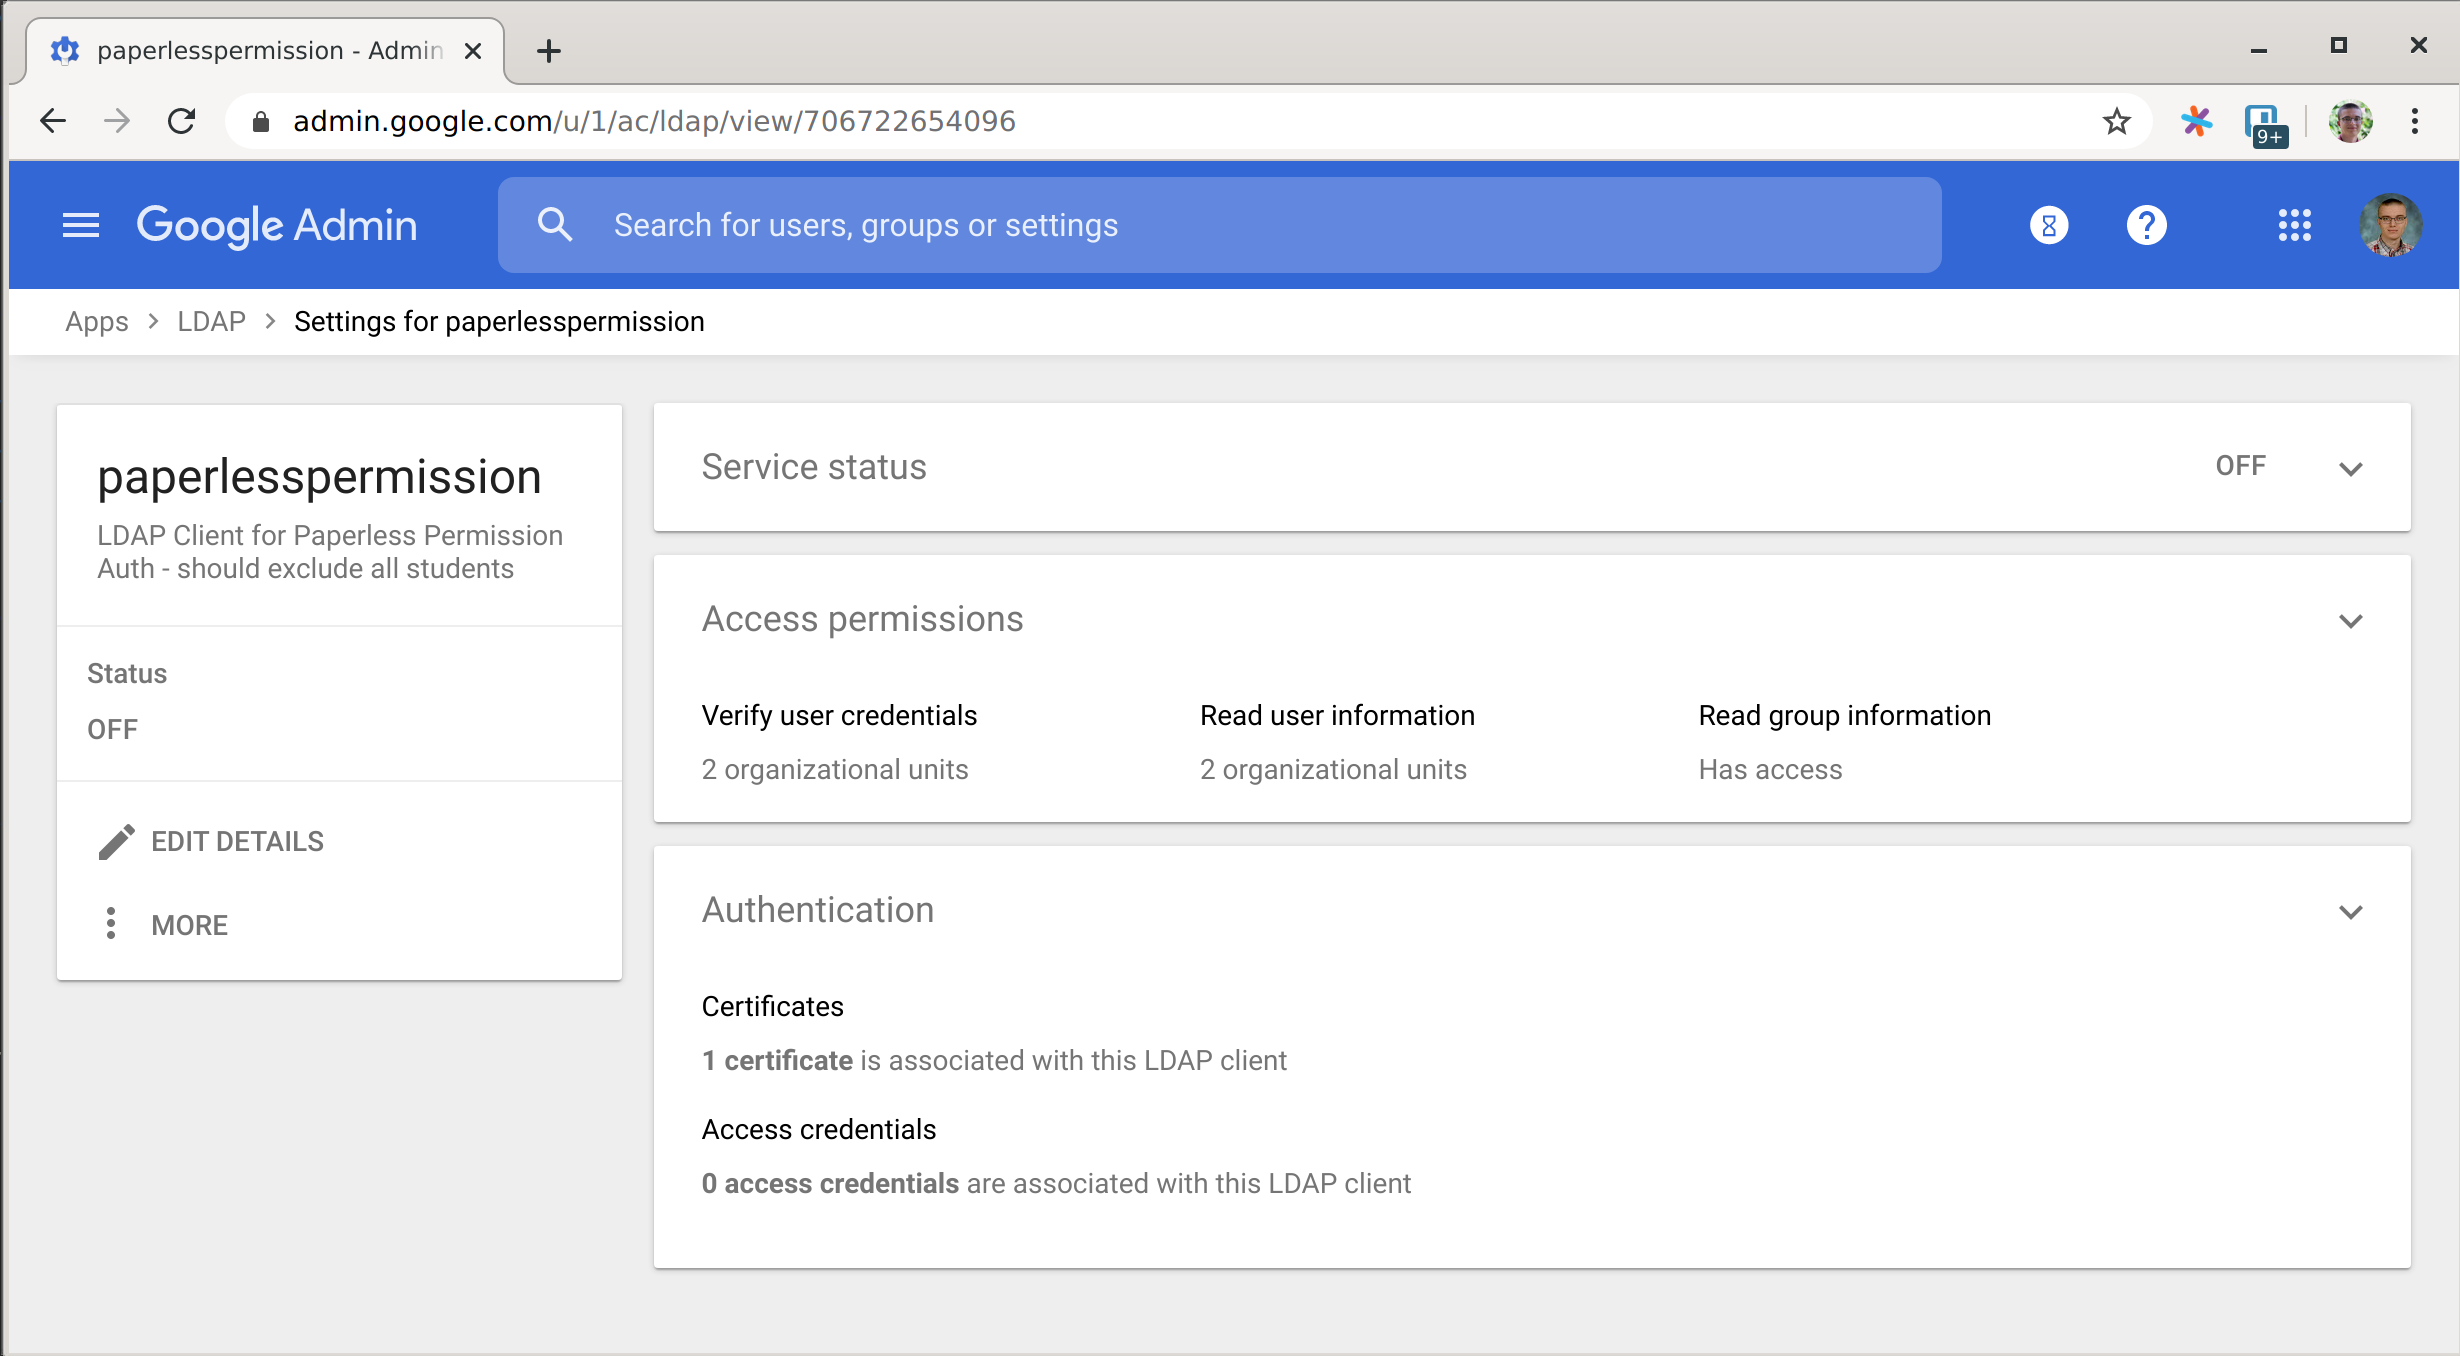 paperlesspermission - Admin
admin.google.com/u/1/ac/ldap/view/706722654096
9+
Google Admin
Search for users, groups or settings
Apps > LDAP > Settings for paperlesspermission
paperlesspermission
LDAP Client for Paperless Permission
Auth - should exclude all students
Status
OFF
EDIT DETAILS
MORE
Service status
OFF
Access permissions
Verify user credentials
2 organizational units
Read user information
2 organizational units
Read group information
Has access
Authentication
Certificates
1 certificate is associated with this LDAP client
Access credentials
0 access credentials are associated with this LDAP client